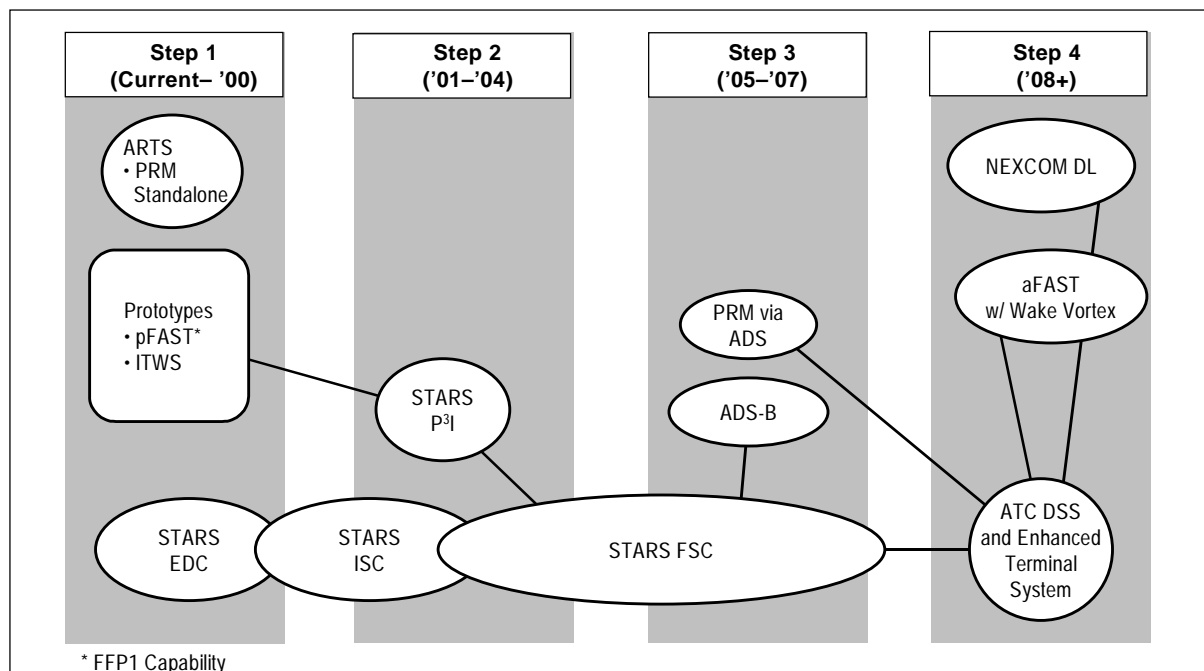 Step 1
(Current– ’00)
Step 2
(’01–’04)
Step 3
(’05–’07)
Step 4
(’08+)
ARTS
• PRM
Standalone
Prototypes
• pFAST*
• ITWS
STARS
EDC
STARS
P³I
STARS
ISC
PRM via
ADS
ADS-B
STARS FSC
NEXCOM DL
aFAST
w/ Wake Vortex
ATC DSS
and Enhanced
Terminal
System
* FFP1 Capability